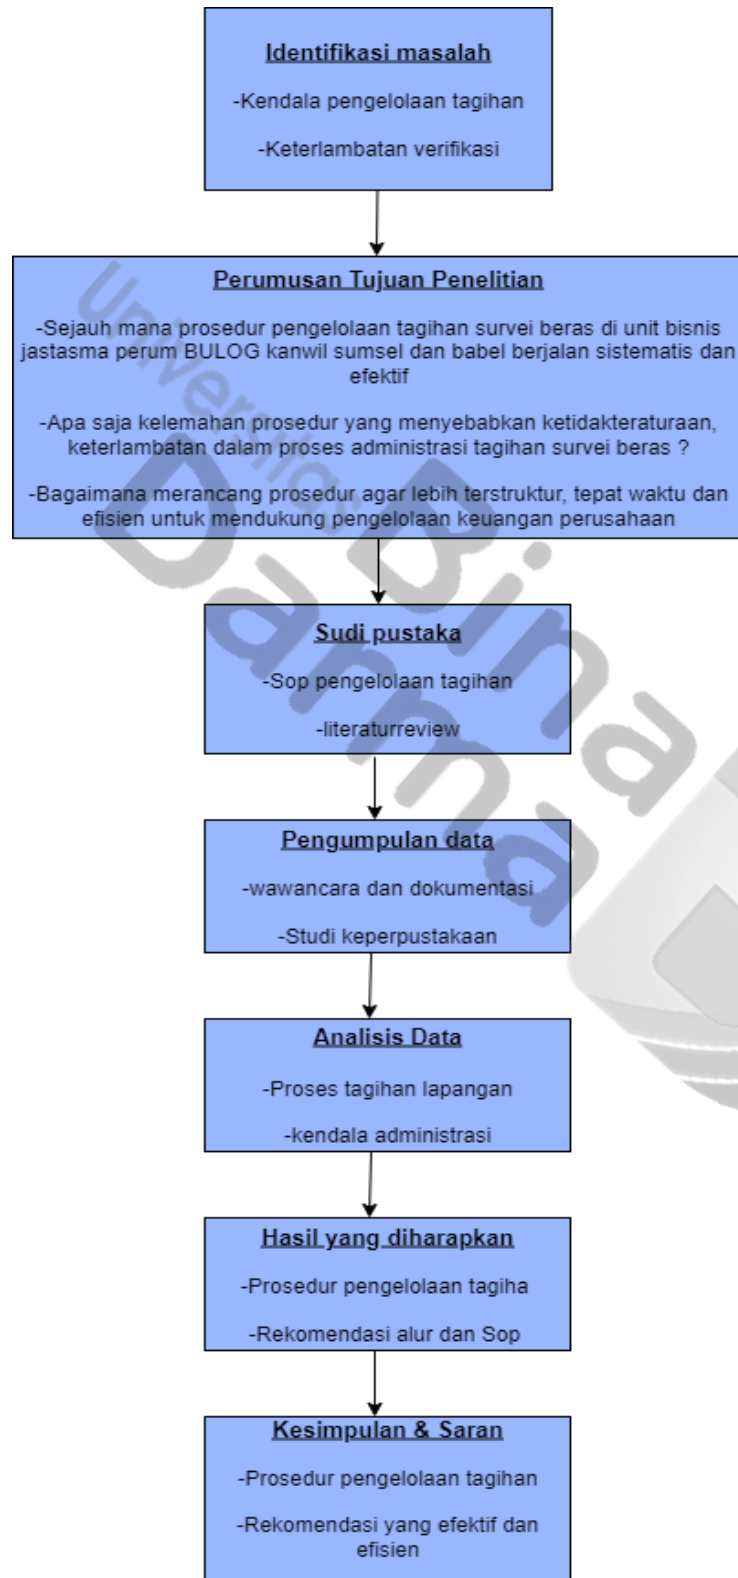 Identifikasi masalah
-Kendala pengelolaan tagihan
-Keterlambatan verifikasi
Perumusan Tujuan Penelitian
-Sejauh mana prosedur pengelolaan tagihan survei beras di unit bisnis
jastasma perum BULOG kanwil sumsel dan babel berjalan sistematis dan
efektif
-Apa saja kelemahan prosedur yang menyebabkan ketidakteraturaan,
keterlambatan dalam proses administrasi tagihan survei beras ?
-Bagaimana merancang prosedur agar lebih terstruktur, tepat waktu dan
efisien untuk mendukung pengelolaan keuangan perusahaan
Sudi pustaka
-Sop pengelolaan tagihan
-literaturreview
Pengumpulan data
-wawancara dan dokumentasi
-Studi keperpustakaan
Analisis Data
-Proses tagihan lapangan
-kendala administrasi
Hasil yang diharapkan
-Prosedur pengelolaan tagiha
-Rekomendasi alur dan Sop
Kesimpulan & Saran
-Prosedur pengelolaan tagihan
-Rekomendasi yang efektif dan
efisien
Universitas
Bina
Darma